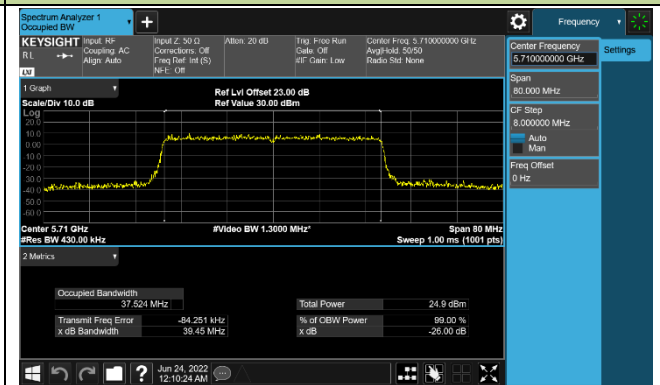 Spectrum Analyzer 1
Occupied BW
Frequency
KEYSIGHT
RL
LXI
Input: RF
Coupling: AC
Align: Auto
Input Z: 50 Ω
Corrections: Off
Freq Ref: Int (S)
NFE: Off
Atten: 20 dB
Trig: Free Run
Gate: Off
#IF Gain: Low
Center Freq: 5.710000000 GHz
Avg|Hold: 50/50
Radio Std: None
Center Frequency
5.710000000 GHz
Settings
Span
80.000 MHz
CF Step
8.000000 MHz
Auto
Man
Freq Offset
0 Hz
1 Graph
Scale/Div 10.0 dB
Ref Lvl Offset 23.00 dB
Ref Value 30.00 dBm
Log
20.0
10.0
0.00
-10.0
-20.0
-30.0
-40.0
-50.0
-60.0
Center 5.71 GHz
#Res BW 430.00 kHz
#Video BW 1.3000 MHz*
Span 80 MHz
Sweep 1.00 ms (1001 pts)
2 Metrics
Occupied Bandwidth
37.524 MHz
Total Power 24.9 dBm
Transmit Freq Error -84.251 kHz
% of OBW Power 99.00 %
x dB Bandwidth 39.45 MHz
x dB -26.00 dB
Jun 24, 2022
12:10:24 AM